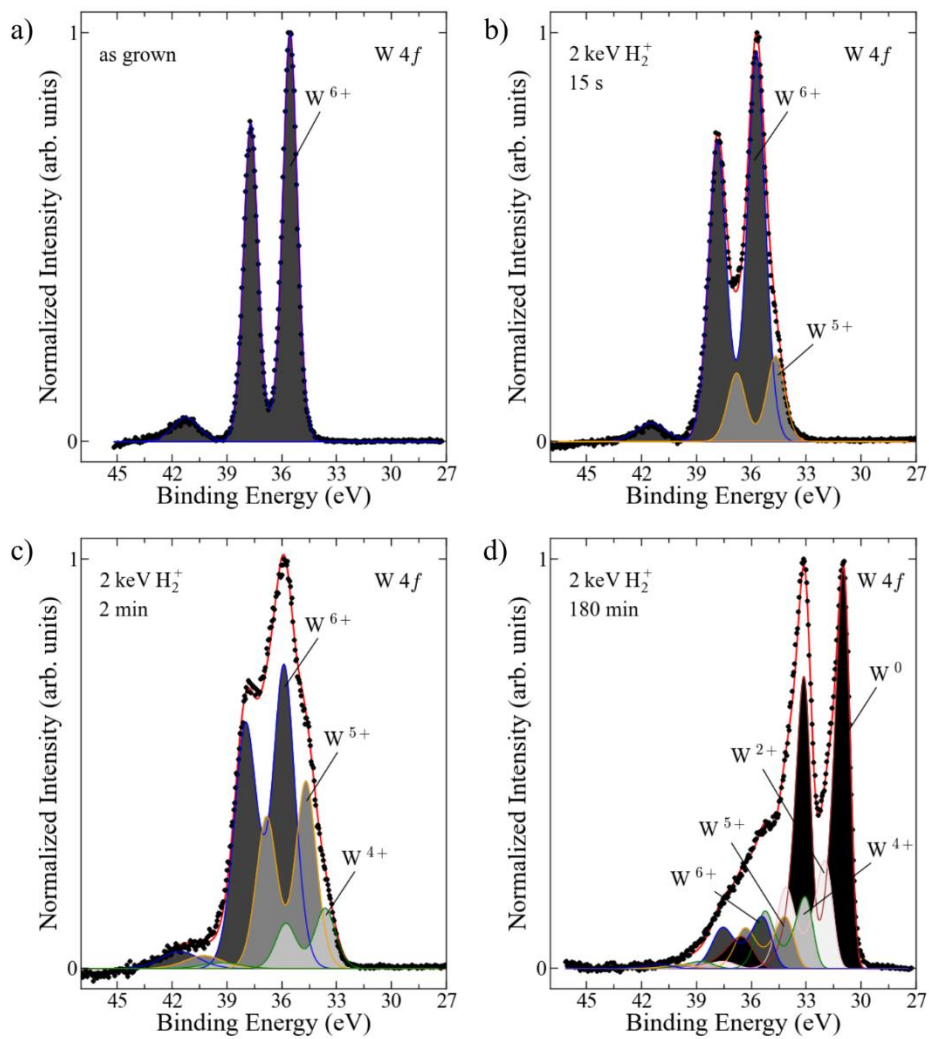 a)
Normalized Intensity (arb. units)
1
0
as grown
W 4f
W 6+
45 42 39 36 33 30 27
Binding Energy (eV)
b)
Normalized Intensity (arb. units)
1
0
2 keV H2+
15 s
W 4f
W 6+
W 5+
45 42 39 36 33 30 27
Binding Energy (eV)
c)
Normalized Intensity (arb. units)
1
0
2 keV H2+
2 min
W 4f
W 6+
W 5+
W 4+
45 42 39 36 33 30 27
Binding Energy (eV)
d)
Normalized Intensity (arb. units)
1
0
2 keV H2+
180 min
W 4f
W 0
W 2+
W 5+
W 4+
W 6+
45 42 39 36 33 30 27
Binding Energy (eV)